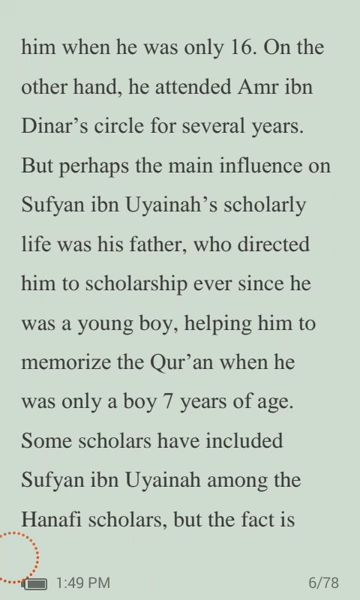 him when he was only 16. On the
other hand, he attended Amr ibn
Dinar’s circle for several years.
But perhaps the main influence on
Sufyan ibn Uyainah’s scholarly
life was his father, who directed
him to scholarship ever since he
was a young boy, helping him to
memorize the Qur’an when he
was only a boy 7 years of age.
Some scholars have included
Sufyan ibn Uyainah among the
Hanafi scholars, but the fact is
1:49 PM 6/78